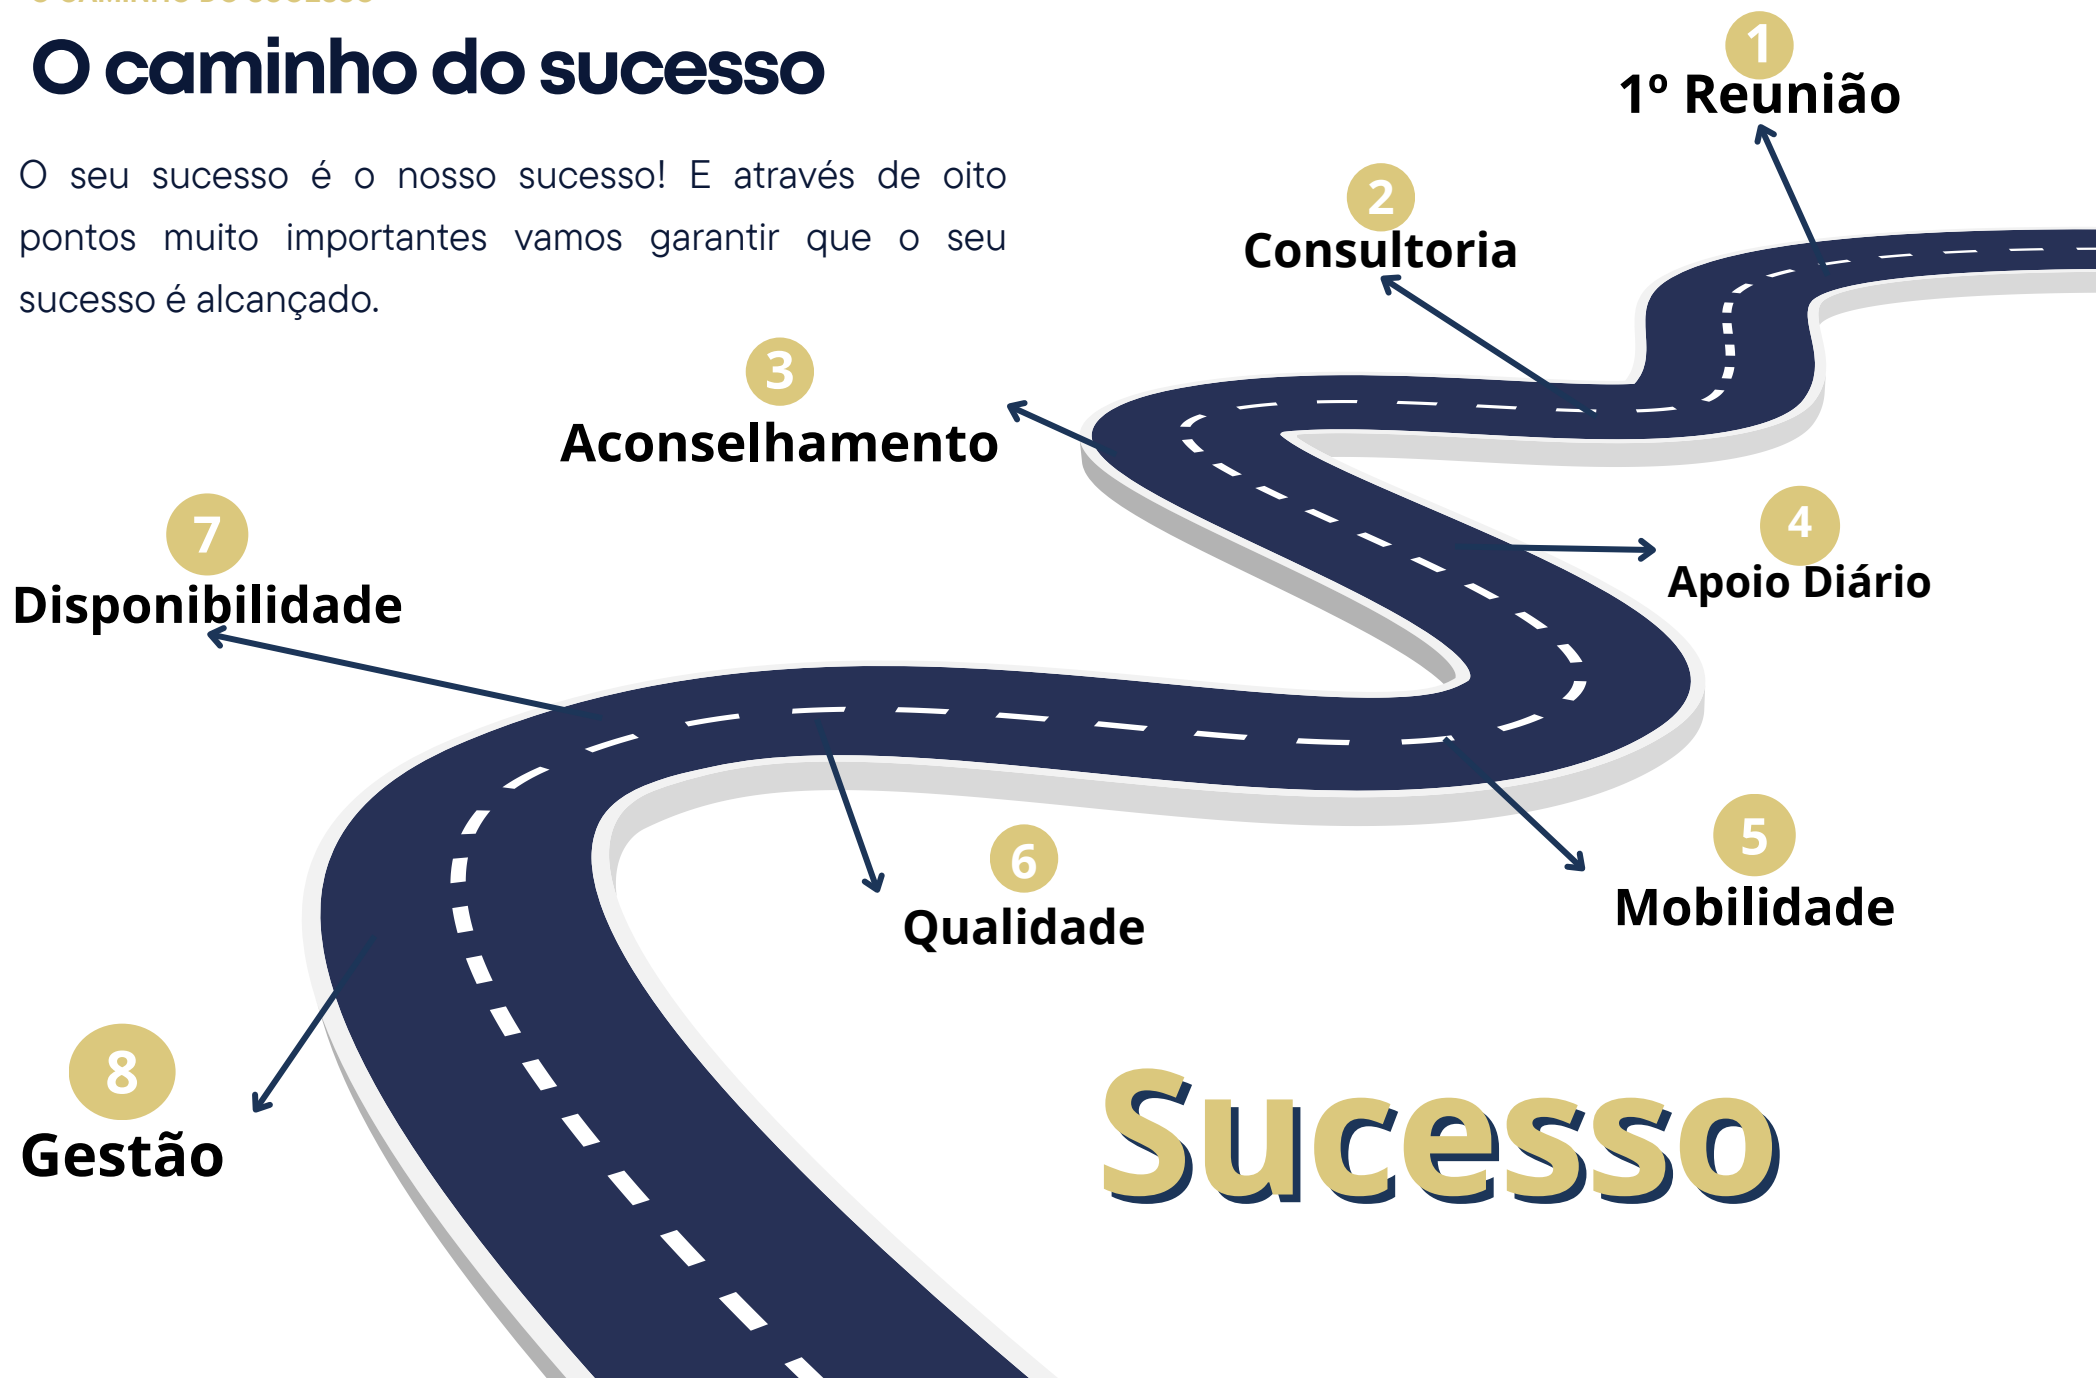 O caminho do sucesso
O seu sucesso é o nosso sucesso! E através de oito
pontos muito importantes vamos garantir que o seu
sucesso é alcançado.
1
1º Reunião
2
Consultoria
3
Aconselhamento
4
Apoio Diário
5
Mobilidade
6
Qualidade
7
Disponibilidade
8
Gestão
Sucesso